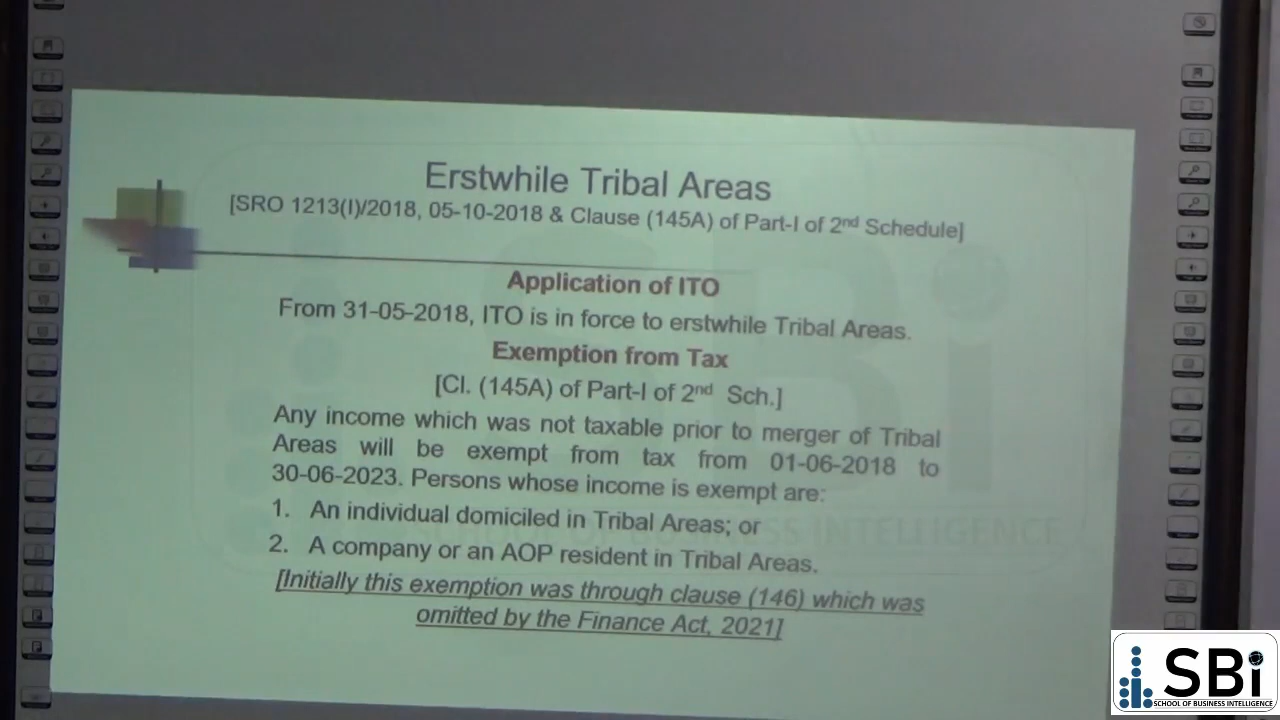 Erstwhile Tribal Areas
[SRO 1213(I)/2018, 05-10-2018 & Clause (145A) of Part-I of 2nd Schedule]
Application of ITO
From 31-05-2018, ITO is in force to erstwhile Tribal Areas.
Exemption from Tax
[Cl. (145A) of Part-I of 2nd Sch.]
Any income which was not taxable prior to merger of Tribal
Areas will be exempt from tax from 01-06-2018 to
30-06-2023. Persons whose income is exempt are:
1. An individual domiciled in Tribal Areas; or
2. A company or an AOP resident in Tribal Areas.
[Initially this exemption was through clause (146) which was
omitted by the Finance Act, 2021]
SBi
SCHOOL OF BUSINESS INTELLIGENCE
SBi
SCHOOL OF BUSINESS INTELLIGENCE